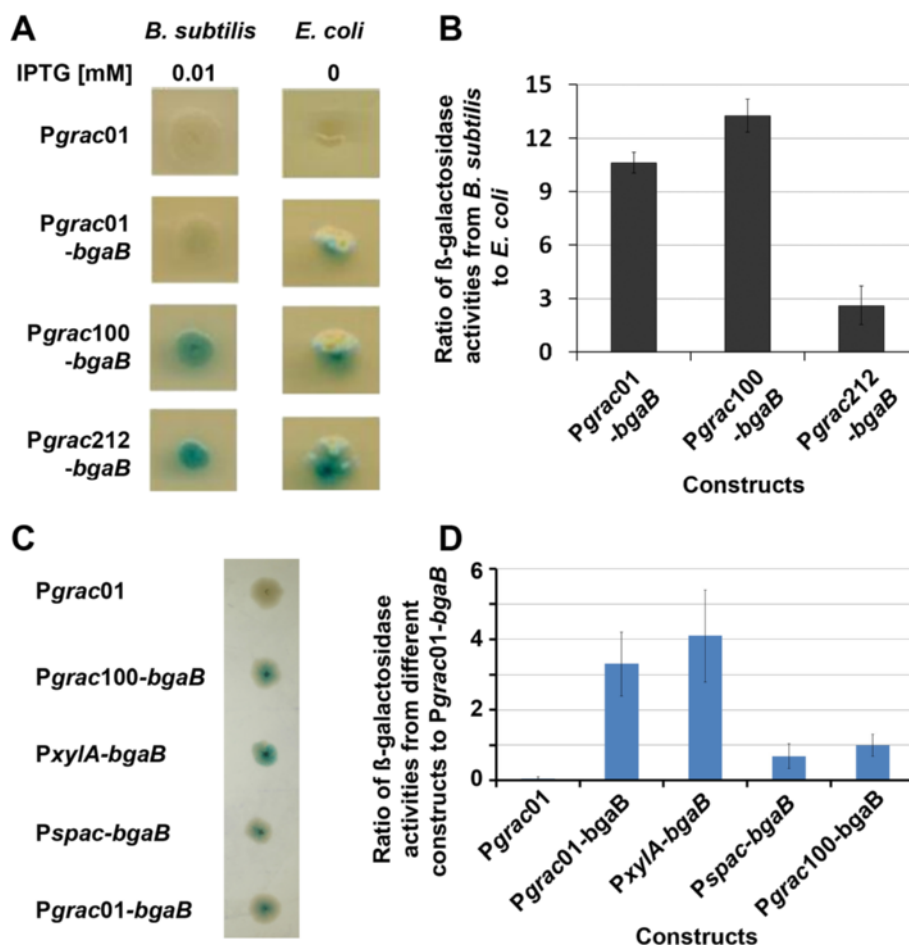 A
B. subtilis E. coli
IPTG [mM] 0.01 0
Pgrac01
Pgrac01
-bgaB
Pgrac100
-bgaB
Pgrac212
-bgaB
B
Ratio of ß-galactosidase
activities from B. subtilis
to E. coli
15
12
9
6
3
0
Pgrac01
-bgaB
Pgrac100
-bgaB
Pgrac212
-bgaB
Constructs
C
Pgrac01
Pgrac100-bgaB
PxylA-bgaB
Pspac-bgaB
Pgrac01-bgaB
D
Ratio of ß-galactosidase
activities from different
constructs to Pgrac01-bgaB
6
4
2
0
Pgrac01
Pgrac01-bgaB
PxylA-bgaB
Pspac-bgaB
Pgrac100-bgaB
Constructs